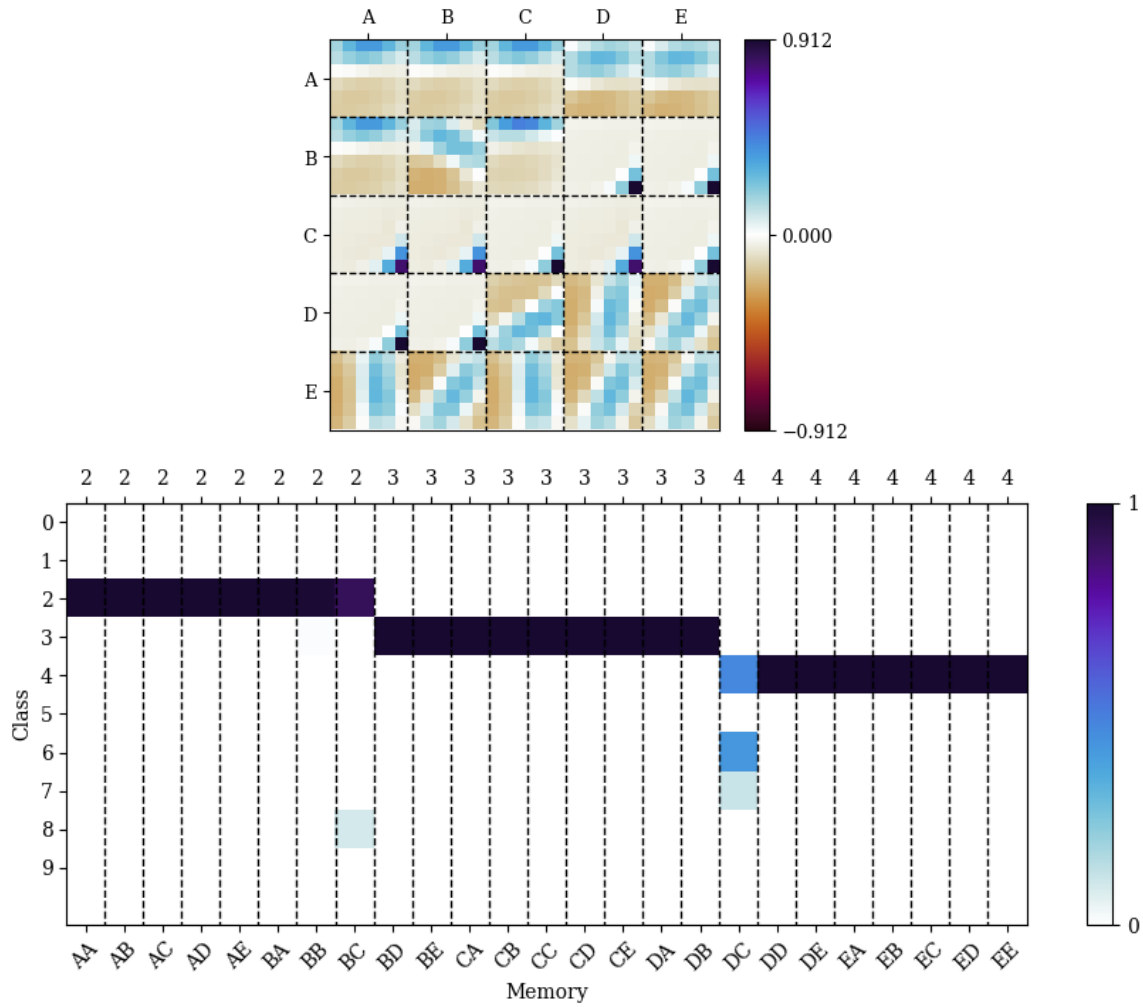 A B C D E
A
B
C
D
E
0.912
0.000
−0.912
2 2 2 2 2 2 2 2 3 3 3 3 3 3 3 3 3 4 4 4 4 4 4 4 4
Class
0
1
2
3
4
5
6
7
8
9
1
0
AA AB AC AD AE BA BB BC BD BE CA CB CC CD CE DA DB DC DD DE EA EB EC ED EE
Memory